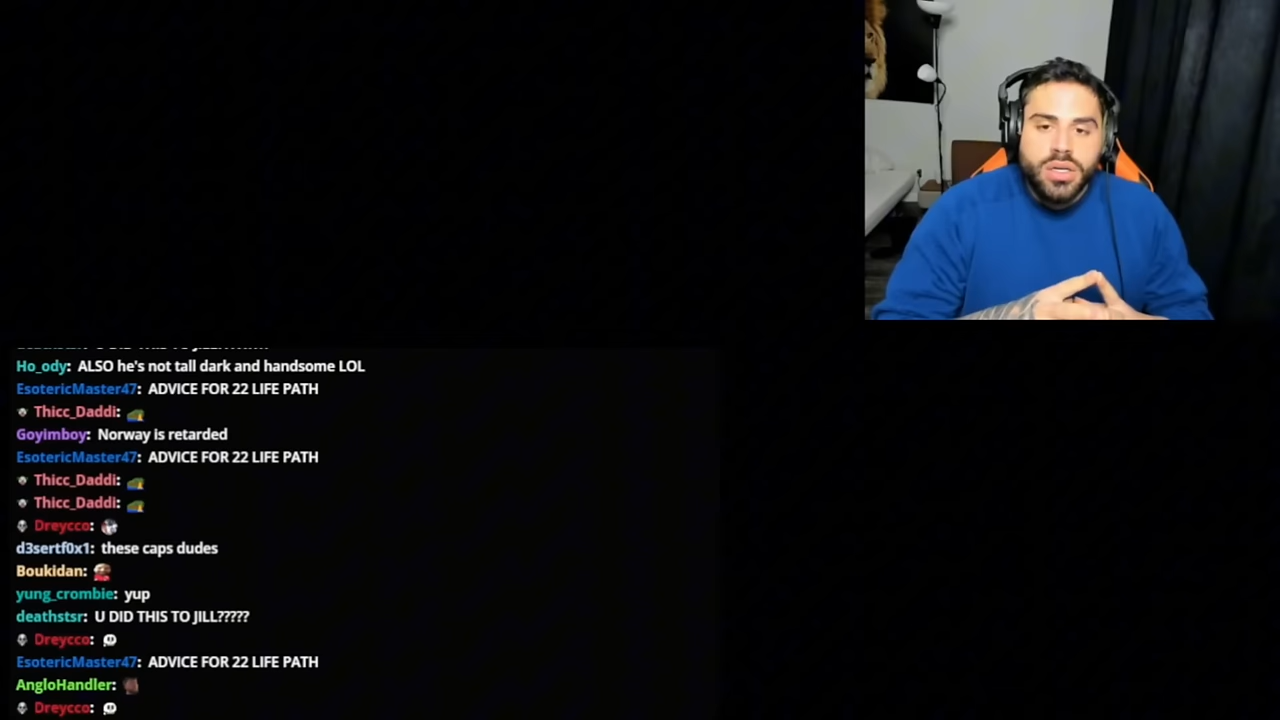 Ho_ody: ALSO he's not tall dark and handsome LOL
EsotericMaster47: ADVICE FOR 22 LIFE PATH
Thicc_Daddi:
Goyimboy: Norway is retarded
EsotericMaster47: ADVICE FOR 22 LIFE PATH
Thicc_Daddi:
Thicc_Daddi:
Dreycco:
d3sertf0x1: these caps dudes
Boukidan:
yung_crombie: yup
deathstsr: U DID THIS TO JILL?????
Dreycco:
EsotericMaster47: ADVICE FOR 22 LIFE PATH
AngloHandler:
Dreycco: